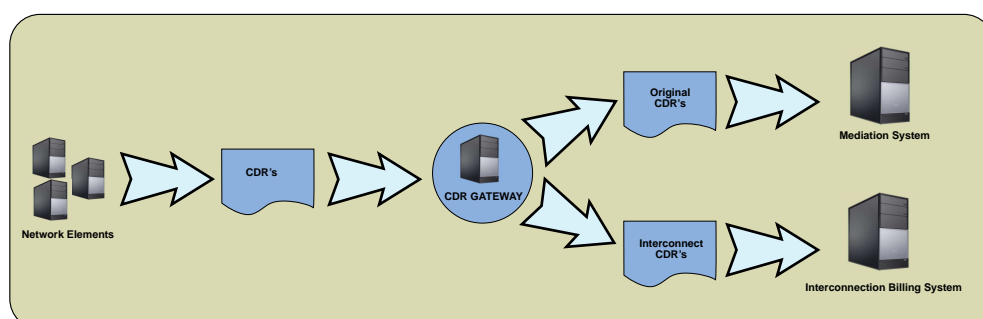 Network Elements
CDR's
CDR GATEWAY
Original
CDR's
Mediation System
Interconnect
CDR's
Interconnection Billing System